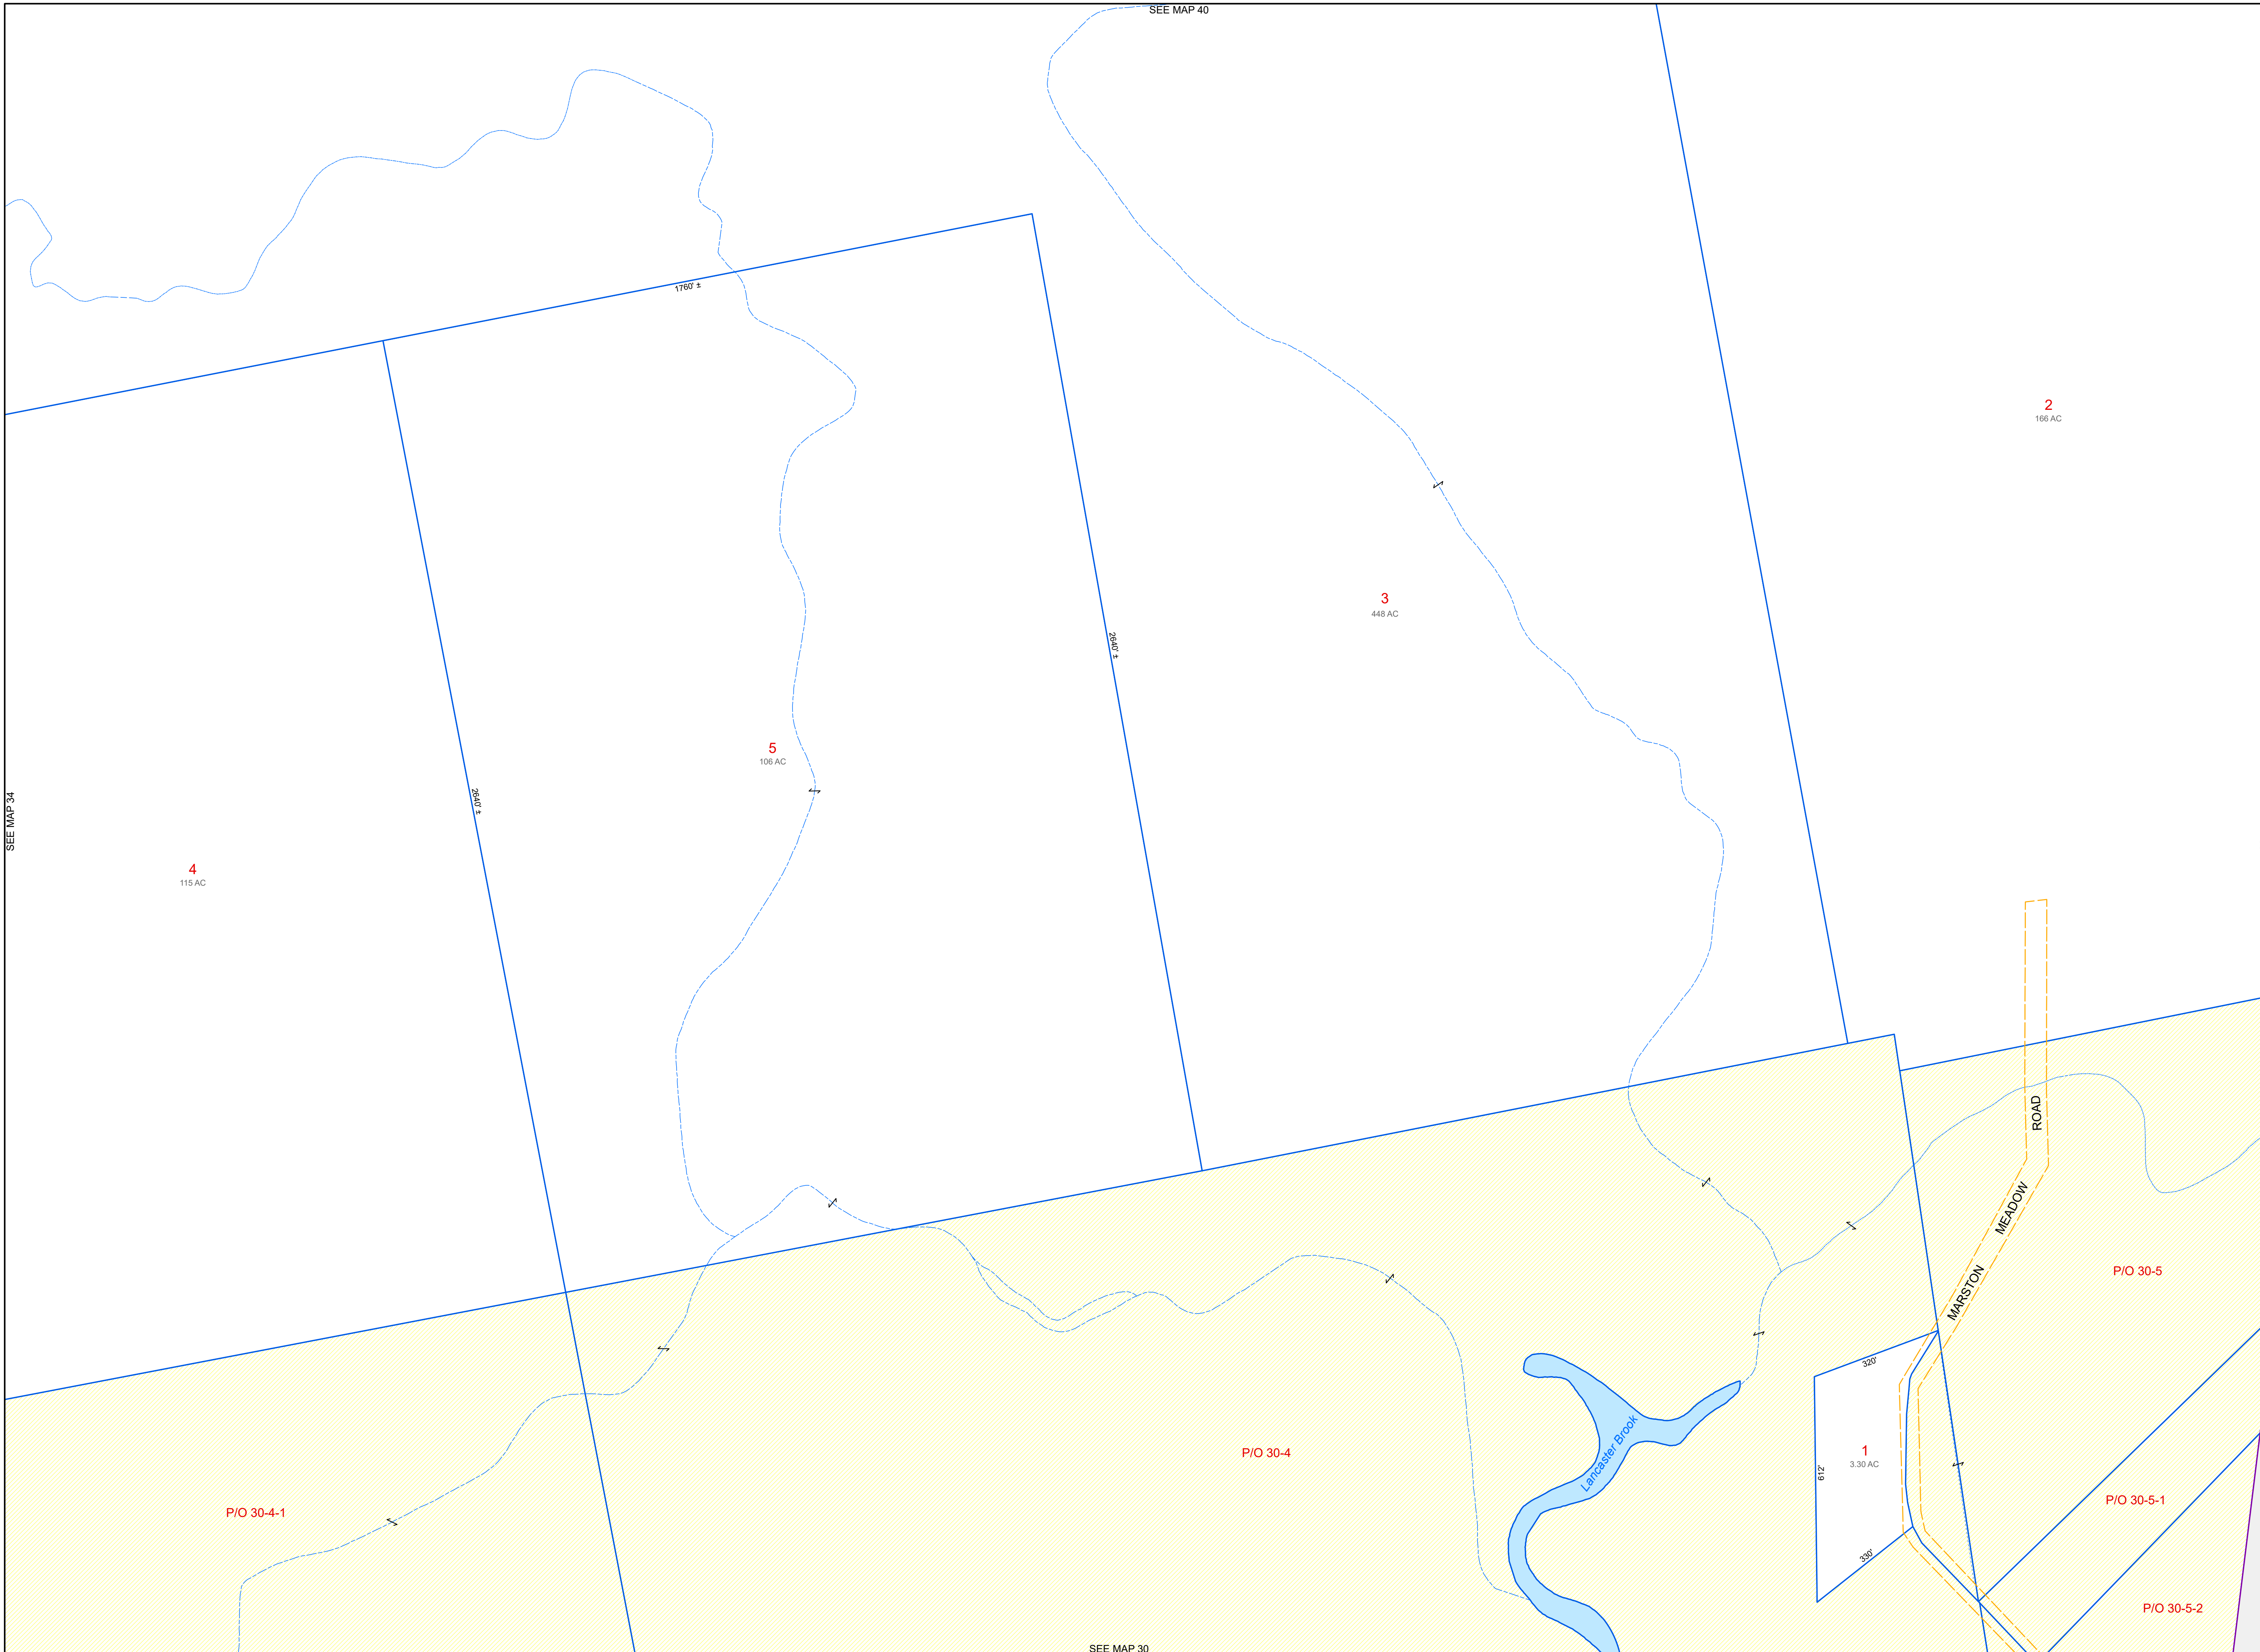 SEE MAP 40
1760' ±
2
166 AC
3
448 AC
2640' ±
5
106 AC
2640' ±
SEE MAP 34
4
115 AC
ROAD
MEADOW
MARSTON
P/O 30-5
320'
Lancaster Brook
P/O 30-4
1
3.30 AC
612'
P/O 30-4-1
P/O 30-5-1
330'
P/O 30-5-2
SEE MAP 30